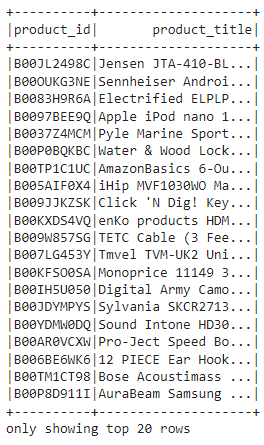 +----------+--------------------+
|product_id|       product_title|
+----------+--------------------+
|B00JL2498C|Jensen JTA-410-BL...|
|B00OUKG3NE|Sennheiser Androi...|
|B0083H9R6A|Electrified ELPLP...|
|B0097BEE9Q|Apple iPod nano 1...|
|B0037Z4MCM|Pyle Marine Sport...|
|B00P0BQKBC|Water & Wood Lock...|
|B00TP1C1UC|AmazonBasics 6-Ou...|
|B005AIF0X4|iHip MVF1030WO Ma...|
|B009JJKZSK|Click 'N Dig! Key...|
|B00KXDS4VQ|enKo products HDM...|
|B009W857SG|TETC Cable (3 Fee...|
|B007LG453Y|Tmvel TVM-UK2 Uni...|
|B00KFSO0SA|Monoprice 11149 3...|
|B00IH5U050|Digital Army Camo...|
|B00JDYMPYS|Sylvania SKCR2713...|
|B00YDMW0DQ|Sound Intone HD30...|
|B00AR0VCXW|Pro-Ject Speed Bo...|
|B006BE6WK6|12 PIECE Ear Hook...|
|B00TM1CT98|Bose Acoustimass ...|
|B00P8D911I|AuraBeam Samsung ...|
+----------+--------------------+
only showing top 20 rows